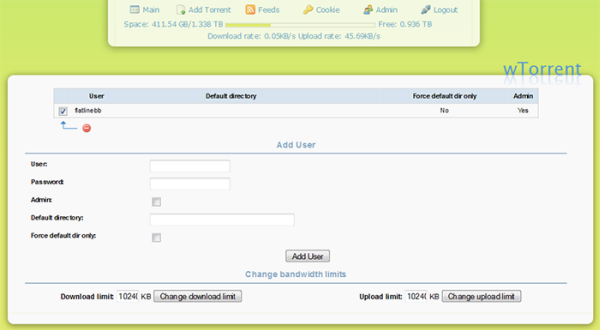 Main Add Torrent Feeds Cookie Admin Logout
Space: 411.54 GB/1.338 TB Free: 0.936 TB
Download rate: 0.05KB/s Upload rate: 45.69KB/s
wTorrent
User Default directory Force default dir only Admin
flatlinebb No Yes
Add User
User:
Password:
Admin:
Default directory:
Force default dir only:
Add User
Change bandwidth limits
Download limit: 1024( KB Change download limit Upload limit: 1024( KB Change upload limit